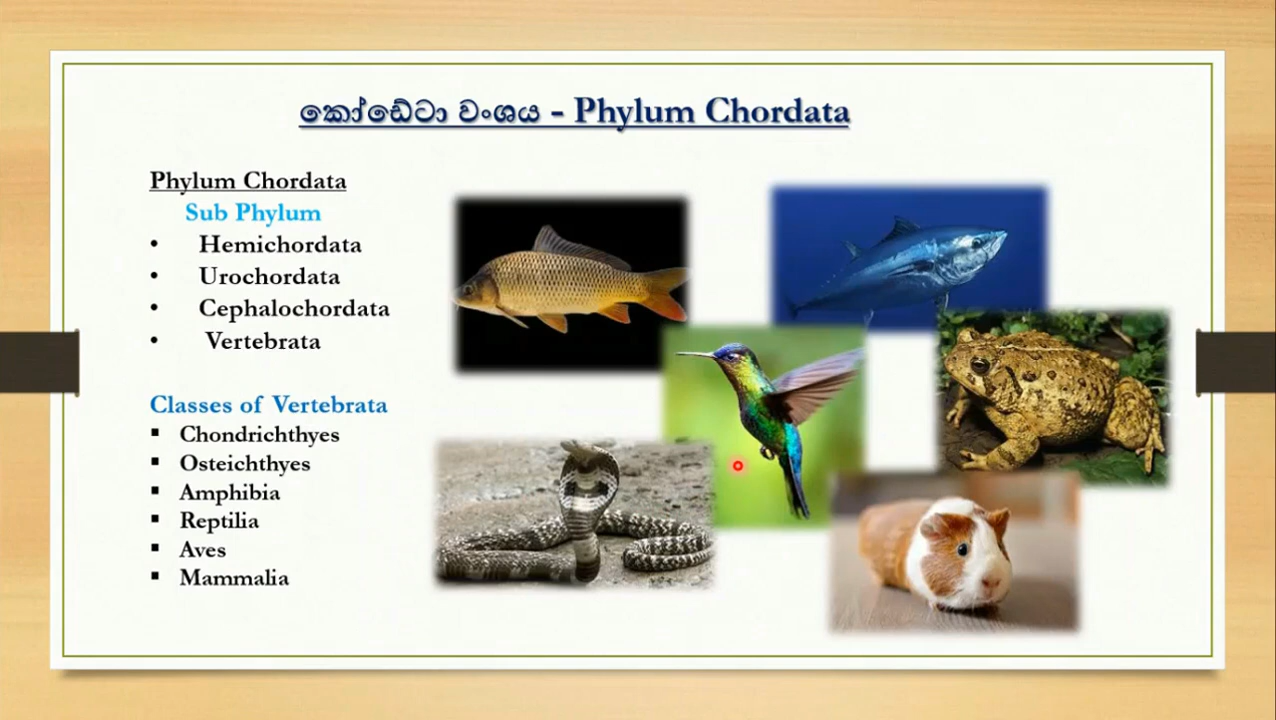 කෝඩේටා වංශය - Phylum Chordata
Phylum Chordata
Sub Phylum
• Hemichordata
• Urochordata
• Cephalochordata
• Vertebrata
Classes of Vertebrata
▪ Chondrichthyes
▪ Osteichthyes
▪ Amphibia
▪ Reptilia
▪ Aves
▪ Mammalia